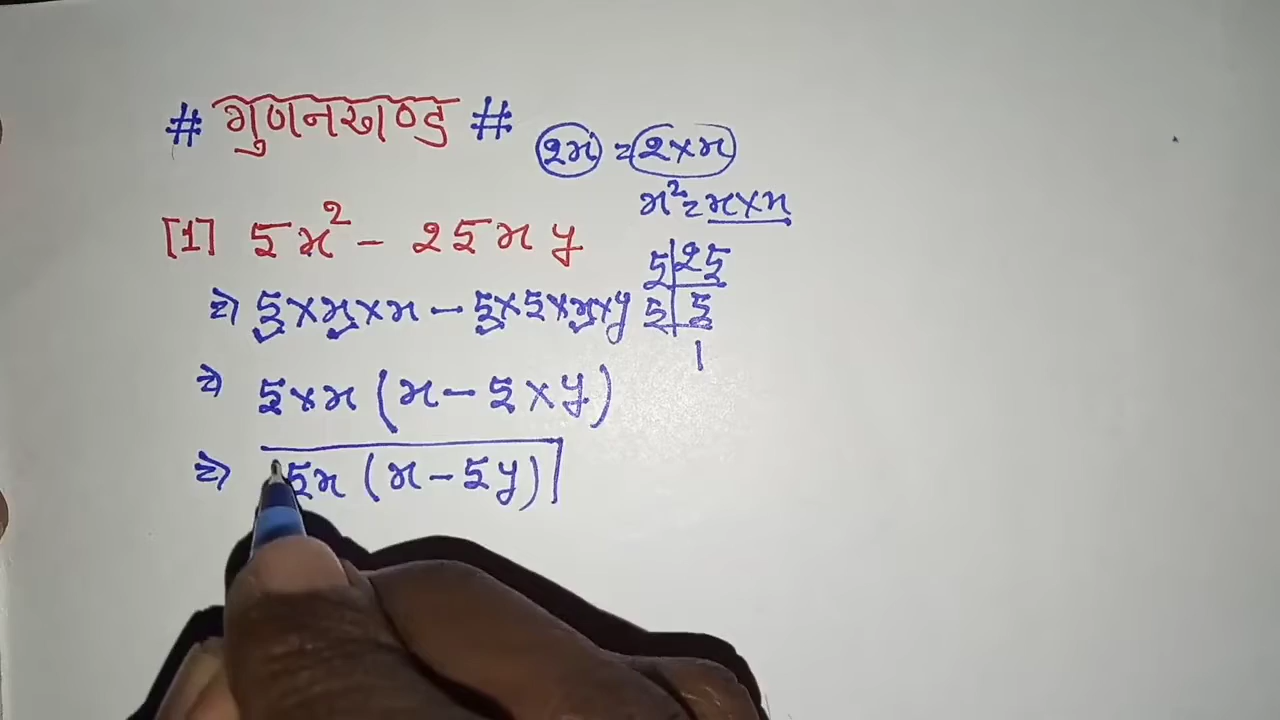 # गुणनखण्ड #
2x = 2×x
x² = x×x
[1] 5x² - 25xy
⇒ 5×x×x - 5×5×x×y
5 | 25
5 | 5
1
⇒ 5×x (x - 5×y)
⇒ 5x (x - 5y)